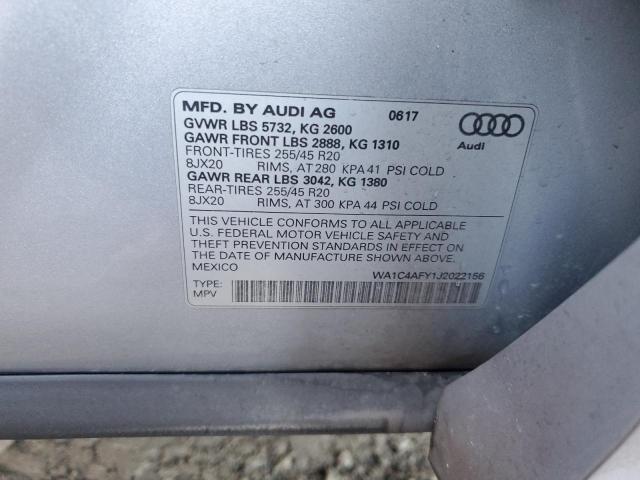 MFD. BY AUDI AG 0617
GVWR LBS 5732, KG 2600
GAWR FRONT LBS 2888, KG 1310
FRONT-TIRES 255/45 R20
8JX20 RIMS, AT 280 KPA 41 PSI COLD
GAWR REAR LBS 3042, KG 1380
REAR-TIRES 255/45 R20
8JX20 RIMS, AT 300 KPA 44 PSI COLD
Audi
THIS VEHICLE CONFORMS TO ALL APPLICABLE
U.S. FEDERAL MOTOR VEHICLE SAFETY AND
THEFT PREVENTION STANDARDS IN EFFECT ON
THE DATE OF MANUFACTURE SHOWN ABOVE.
MEXICO
WA1C4AFY1J2022156
TYPE:
MPV